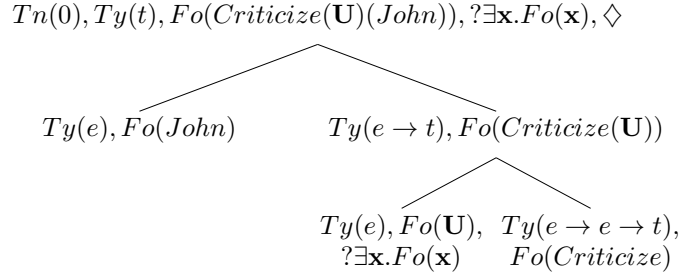 Tn(0), Ty(t), Fo(Criticize(U)(John)), ?∃x.Fo(x), ♢
Ty(e), Fo(John) Ty(e → t), Fo(Criticize(U))
Ty(e), Fo(U), Ty(e → e → t),
?∃x.Fo(x) Fo(Criticize)